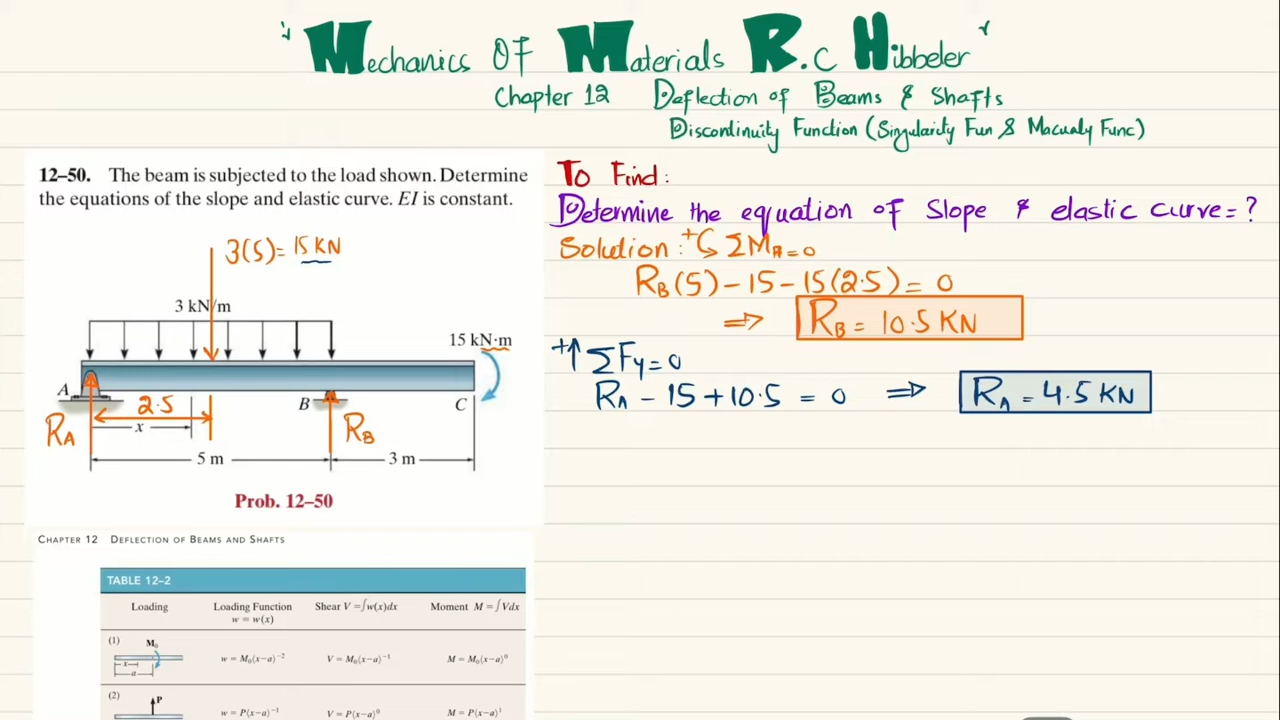 Mechanics OF Materials R.C Hibbeler
Chapter 12 Deflection of Beams & Shafts
Discontinuity Function (Singularity Fun & Macualy Func)
12–50. The beam is subjected to the load shown. Determine
the equations of the slope and elastic curve. EI is constant.
3(5)= 15 KN
3 kN/m
15 kN·m
A
B
C
2.5
x
RA
RB
5 m
3 m
Prob. 12–50
To Find:
Determine the equation of Slope & elastic curve=?
Solution: + ΣMA=0
RB(5) – 15 – 15(2.5) = 0
⇒ RB = 10.5 KN
+↑ ΣFy=0
RA – 15 + 10.5 = 0 ⇒ RA = 4.5 KN
CHAPTER 12 DEFLECTION OF BEAMS AND SHAFTS
TABLE 12–2
Loading Loading Function Shear V =∫w(x)dx Moment M = ∫Vdx
w = w(x)
(1) M₀
x
a
w = M₀⟨x−a⟩⁻² V = M₀⟨x−a⟩⁻¹ M = M₀⟨x−a⟩⁰
(2) P
w = P⟨x−a⟩⁻¹ V = P⟨x−a⟩⁰ M = P⟨x−a⟩¹